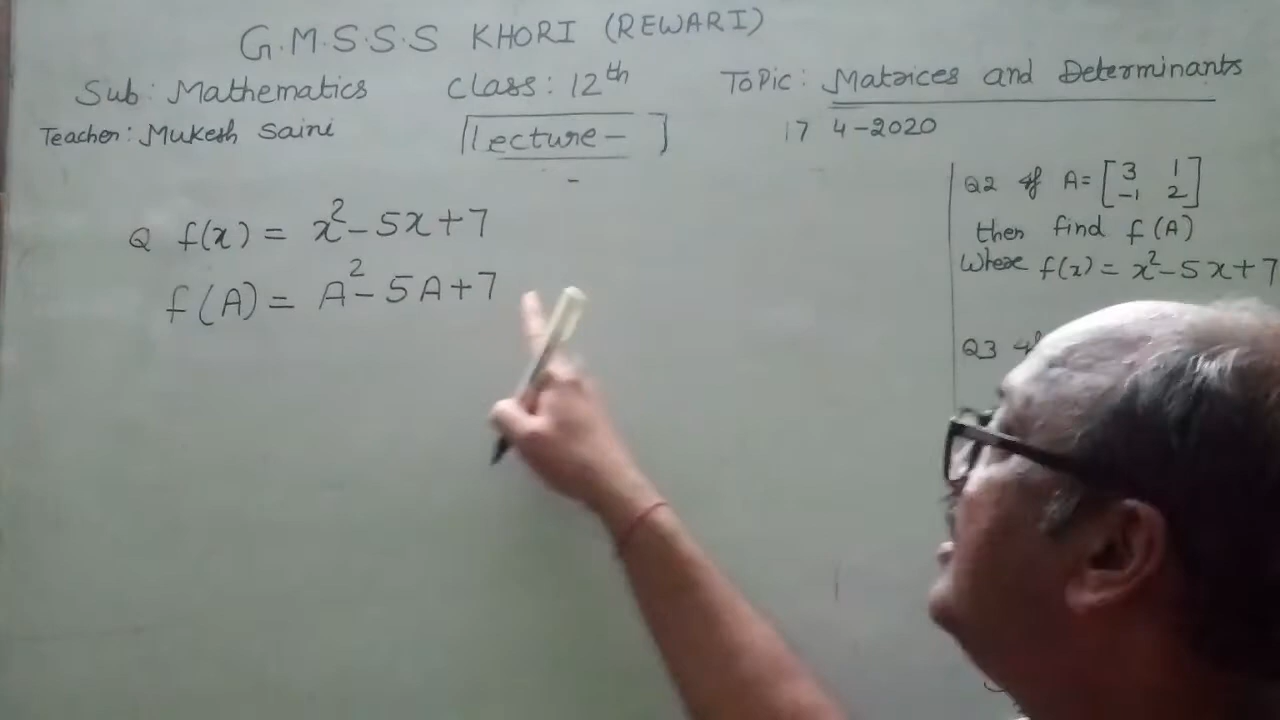 G.M.S.S.S KHORI (REWARI)
Sub: Mathematics Class: 12th Topic: Matrices and Determinants
Teacher: Mukesh Saini Lecture- 17 4-2020
Q f(x) = x²-5x+7
f(A) = A²-5A+7
Q2 If A= [3 1
-1 2]
then find f(A)
Where f(x) = x²-5x+7
Q3